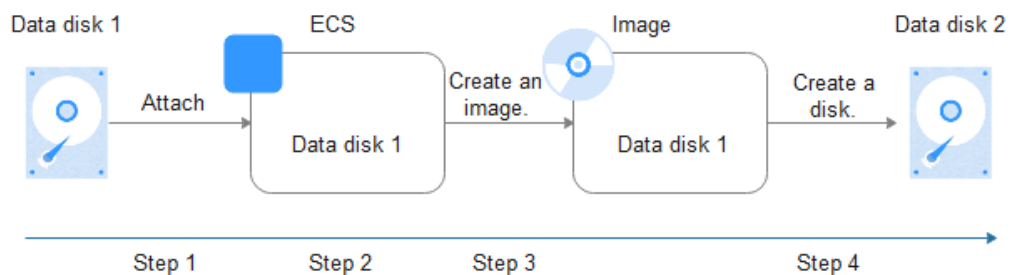 Data disk 1
ECS
Image
Data disk 2
Attach
Create an
image.
Create a
disk.
Data disk 1
Data disk 1
Step 1
Step 2
Step 3
Step 4